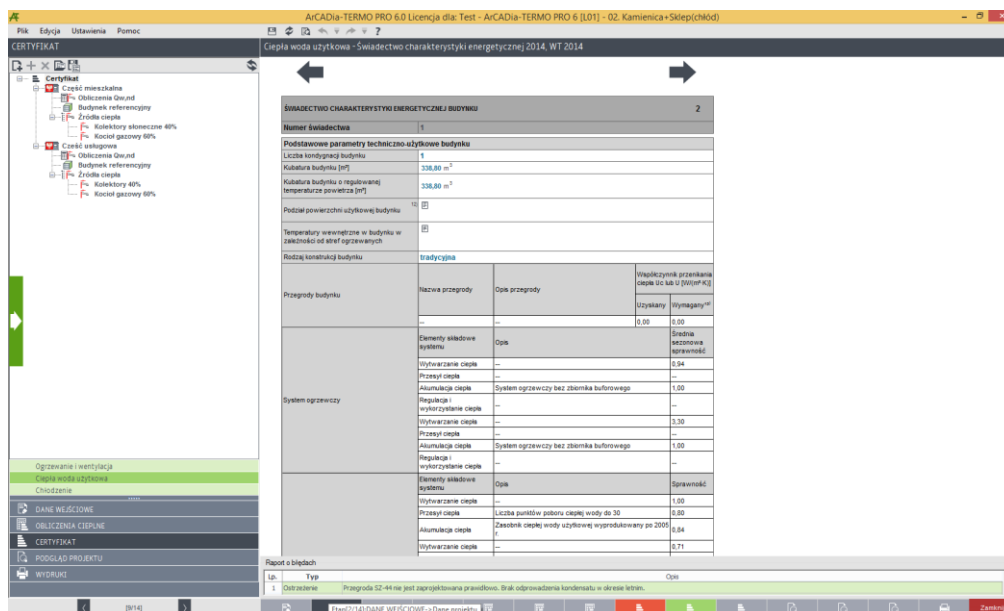 ArCADia-TERMO PRO 6.0 Licencja dla: Test - ArCADia-TERMO PRO 6 [L01] - 02. Kamienica+Sklep(chłód)
Plik Edycja Ustawienia Pomoc
CERTYFIKAT
Ciepła woda użytkowa - Świadectwo charakterystyki energetycznej 2014, WT 2014
Certyfikat
Część mieszkalna
Obliczenia Qw,nd
Budynek referencyjny
Źródła ciepła
Kolektory słoneczne 40%
Kocioł gazowy 60%
Cześć usługowa
Obliczenia Qw,nd
Budynek referencyjny
Źródła ciepła
Kolektory 40%
Kocioł gazowy 60%
Ogrzewanie i wentylacja
Ciepła woda użytkowa
Chłodzenie
DANE WEJŚCIOWE
OBLICZENIA CIEPLNE
CERTYFIKAT
PODGLĄD PROJEKTU
WYDRUKI
[9/14]
ŚWIADECTWO CHARAKTERYSTYKI ENERGETYCZNEJ BUDYNKU 2
Numer świadectwa 1
Podstawowe parametry techniczno-użytkowe budynku
Liczba kondygnacji budynku 1
Kubatura budynku [m³] 338,80 m³
Kubatura budynku o regulowanej
temperaturze powietrza [m³] 338,80 m³
Podział powierzchni użytkowej budynku
Temperatury wewnętrzne w budynku w
zależności od stref ogrzewanych
Rodzaj konstrukcji budynku tradycyjna
Przegrody budynku
Nazwa przegrody Opis przegrody
Współczynnik przenikania
ciepła Uc lub U [W/(m² K)]
Uzyskany Wymagany
-- -- 0,00 0,00
System ogrzewczy
Elementy składowe
systemu
Opis
Średnia
sezonowa
sprawność
Wytwarzanie ciepła -- 0,94
Przesył ciepła -- --
Akumulacja ciepła System ogrzewczy bez zbiornika buforowego 1,00
Regulacja i
wykorzystanie ciepła -- --
Wytwarzanie ciepła -- 3,30
Przesył ciepła -- --
Akumulacja ciepła System ogrzewczy bez zbiornika buforowego 1,00
Regulacja i
wykorzystanie ciepła -- --
Elementy składowe
systemu
Opis Sprawność
Wytwarzanie ciepła -- 1,00
Przesył ciepła Liczba punktów poboru ciepłej wody do 30 0,80
Akumulacja ciepła Zasobnik ciepłej wody użytkowej wyprodukowany po 2005
r. 0,84
Wytwarzanie ciepła -- 0,71
Raport o błędach
Lp. Typ Opis
1 Ostrzeżenie Przegroda SZ-44 nie jest zaprojektowana prawidłowo. Brak odprowadzenia kondensatu w okresie letnim.
Etap[2/14]:DANE WEJŚCIOWE->Dane projektu
Zamknij